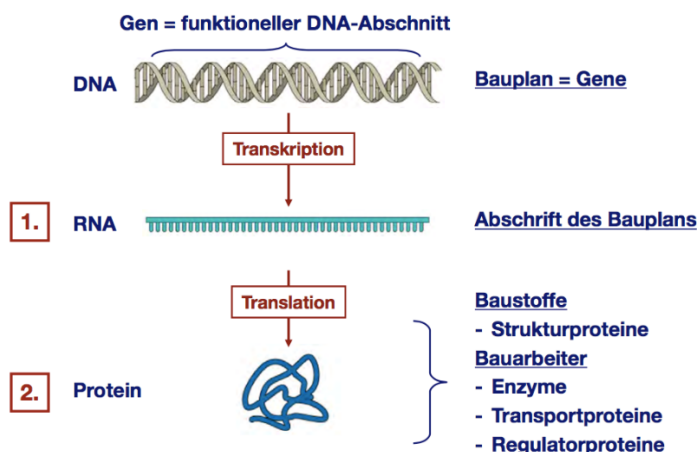 Gen = funktioneller DNA-Abschnitt
DNA
Bauplan = Gene
Transkription
1.
RNA
Abschrift des Bauplans
Translation
Baustoffe
- Strukturproteine
Bauarbeiter
2.
Protein
- Enzyme
- Transportproteine
- Regulatorproteine